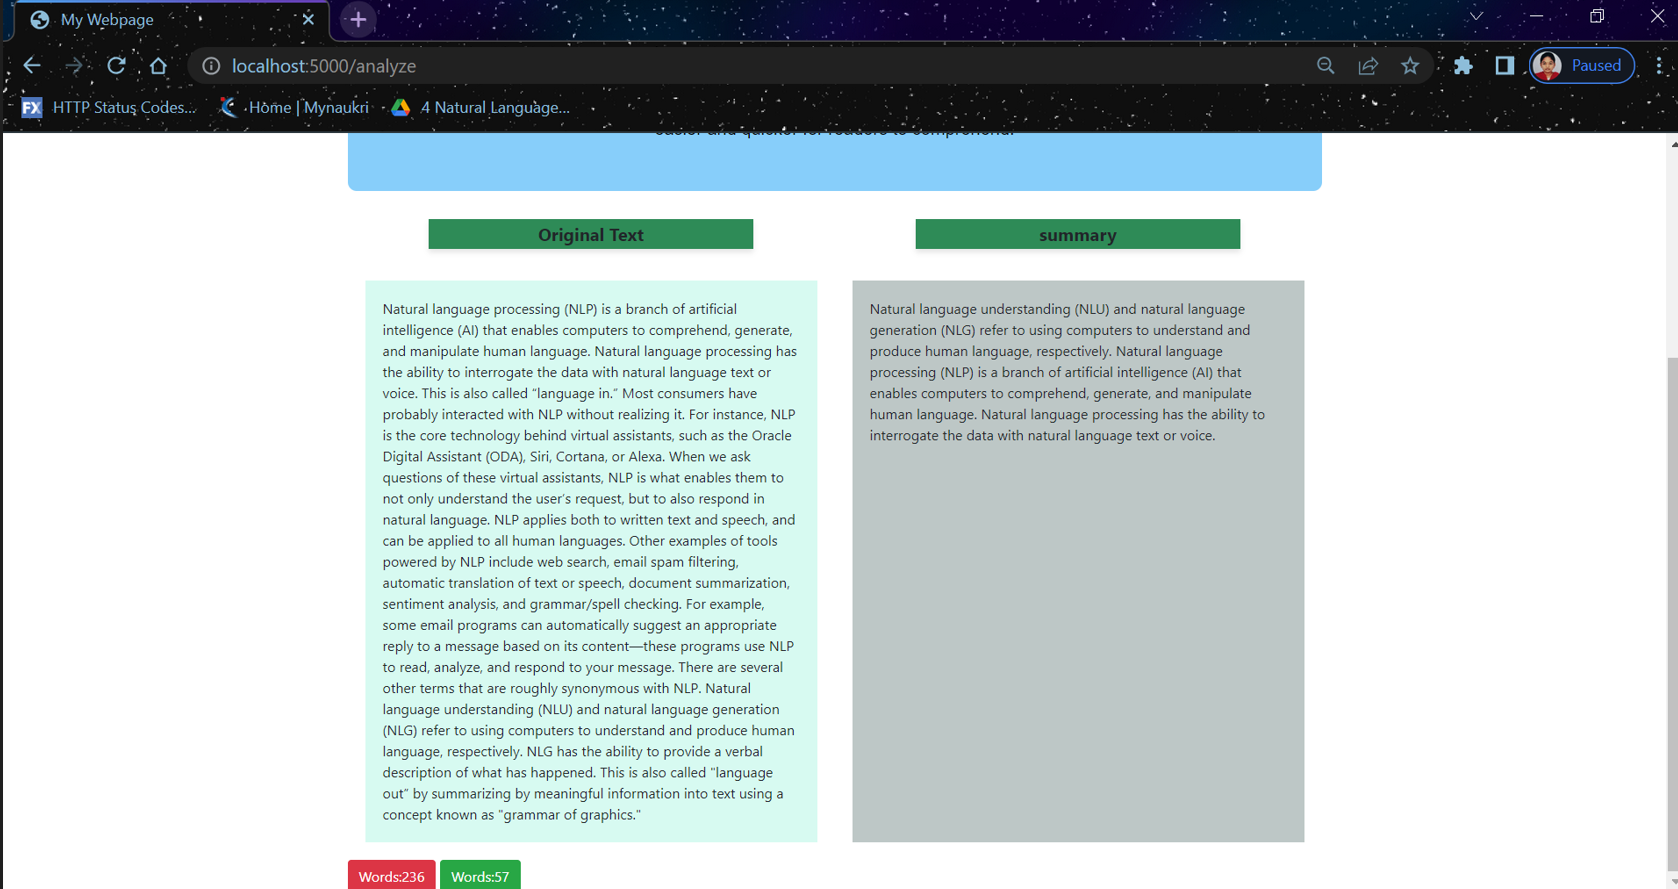 My Webpage
localhost:5000/analyze
Paused
FX HTTP Status Codes...
Home | Mynaukri
4 Natural Language...
easier and quicker for readers to comprehend.
Original Text
summary
Natural language processing (NLP) is a branch of artificial
intelligence (AI) that enables computers to comprehend, generate,
and manipulate human language. Natural language processing has
the ability to interrogate the data with natural language text or
voice. This is also called “language in.” Most consumers have
probably interacted with NLP without realizing it. For instance, NLP
is the core technology behind virtual assistants, such as the Oracle
Digital Assistant (ODA), Siri, Cortana, or Alexa. When we ask
questions of these virtual assistants, NLP is what enables them to
not only understand the user’s request, but to also respond in
natural language. NLP applies both to written text and speech, and
can be applied to all human languages. Other examples of tools
powered by NLP include web search, email spam filtering,
automatic translation of text or speech, document summarization,
sentiment analysis, and grammar/spell checking. For example,
some email programs can automatically suggest an appropriate
reply to a message based on its content—these programs use NLP
to read, analyze, and respond to your message. There are several
other terms that are roughly synonymous with NLP. Natural
language understanding (NLU) and natural language generation
(NLG) refer to using computers to understand and produce human
language, respectively. NLG has the ability to provide a verbal
description of what has happened. This is also called "language
out” by summarizing by meaningful information into text using a
concept known as "grammar of graphics."
Natural language understanding (NLU) and natural language
generation (NLG) refer to using computers to understand and
produce human language, respectively. Natural language
processing (NLP) is a branch of artificial intelligence (AI) that
enables computers to comprehend, generate, and manipulate
human language. Natural language processing has the ability to
interrogate the data with natural language text or voice.
Words:236
Words:57